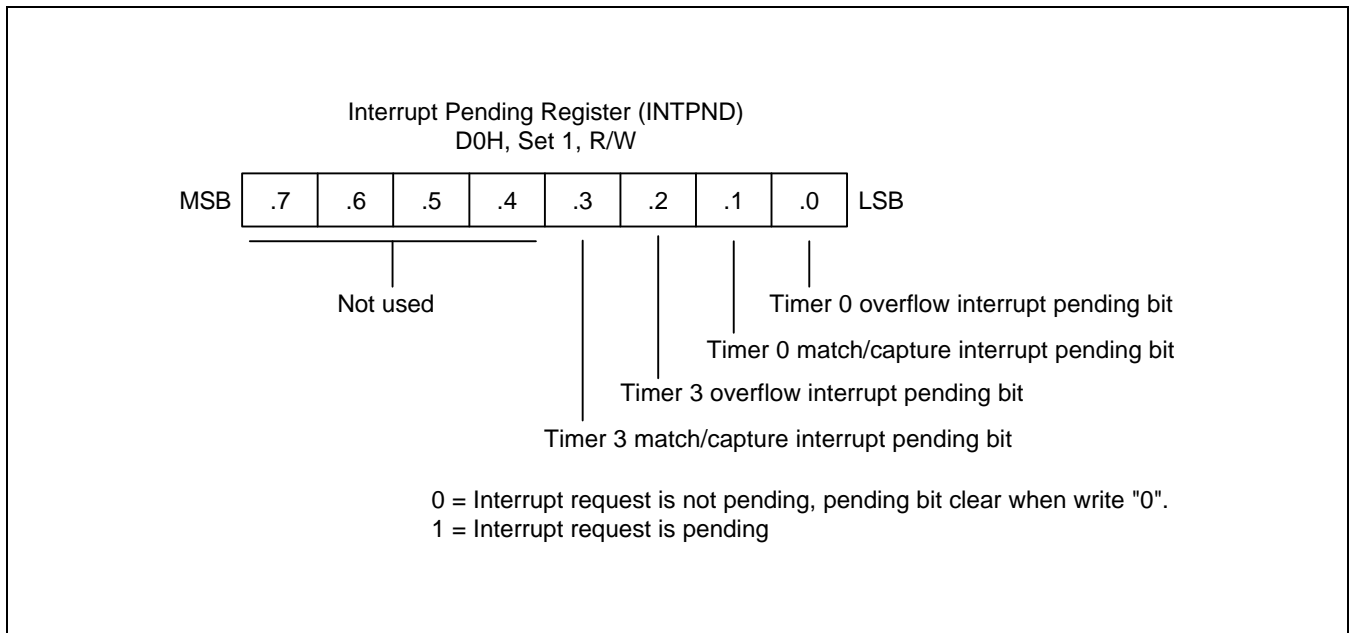 Interrupt Pending Register (INTPND)
D0H, Set 1, R/W
MSB .7 .6 .5 .4 .3 .2 .1 .0 LSB
Not used
Timer 0 overflow interrupt pending bit
Timer 0 match/capture interrupt pending bit
Timer 3 overflow interrupt pending bit
Timer 3 match/capture interrupt pending bit
0 = Interrupt request is not pending, pending bit clear when write "0".
1 = Interrupt request is pending